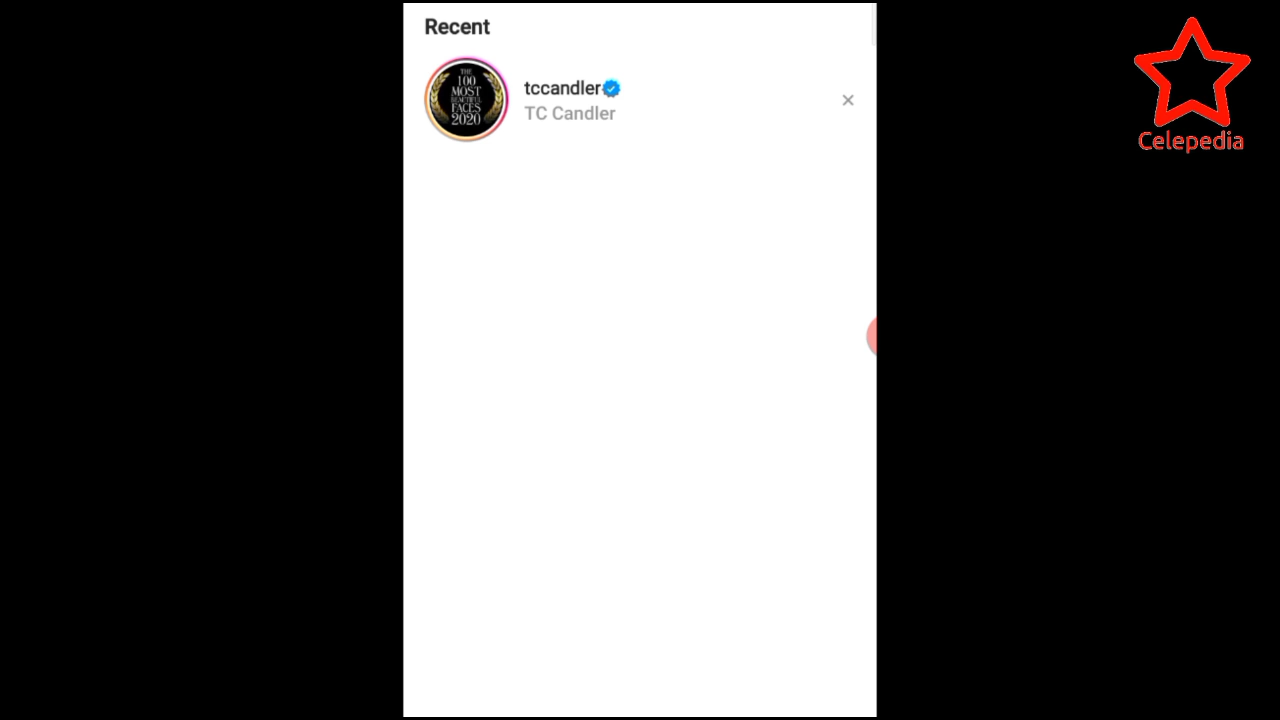 Recent
THE
100
MOST
BEAUTIFUL
FACES
2020
tccandler
TC Candler
Celepedia